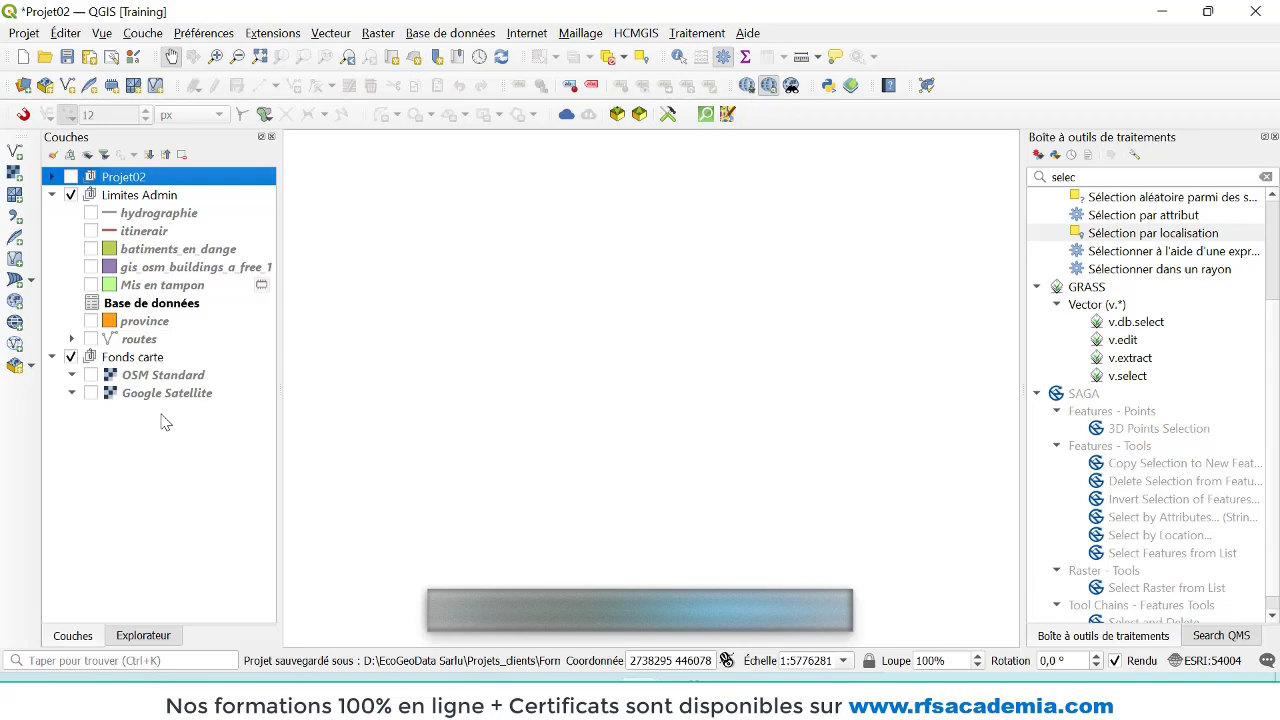 *Projet02 — QGIS [Training]
Projet Éditer Vue Couche Préférences Extensions Vecteur Raster Base de données Internet Maillage HCMGIS Traitement Aide
12 px
Couches
Projet02
Limites Admin
hydrographie
itinerair
batiments_en_dange
gis_osm_buildings_a_free_1
Mis en tampon
Base de données
province
routes
Fonds carte
OSM Standard
Google Satellite
Couches Explorateur
Boîte à outils de traitements
selec
Sélection aléatoire parmi des s...
Sélection par attribut
Sélection par localisation
Sélectionner à l'aide d'une expr...
Sélectionner dans un rayon
GRASS
Vector (v.*)
v.db.select
v.edit
v.extract
v.select
SAGA
Features - Points
3D Points Selection
Features - Tools
Copy Selection to New Feat...
Delete Selection from Featu...
Invert Selection of Features...
Select by Attributes... (Strin...
Select by Location...
Select Features from List
Raster - Tools
Select Raster from List
Tool Chains - Features Tools
Select and Delete
Boîte à outils de traitements Search QMS
Taper pour trouver (Ctrl+K) Projet sauvegardé sous : D:\EcoGeoData Sarlu\Projets_clients\Forn Coordonnée 2738295 446078 Échelle 1:5776281 Loupe 100% Rotation 0,0 ° Rendu ESRI:54004
Nos formations 100% en ligne + Certificats sont disponibles sur www.rfsacademia.com